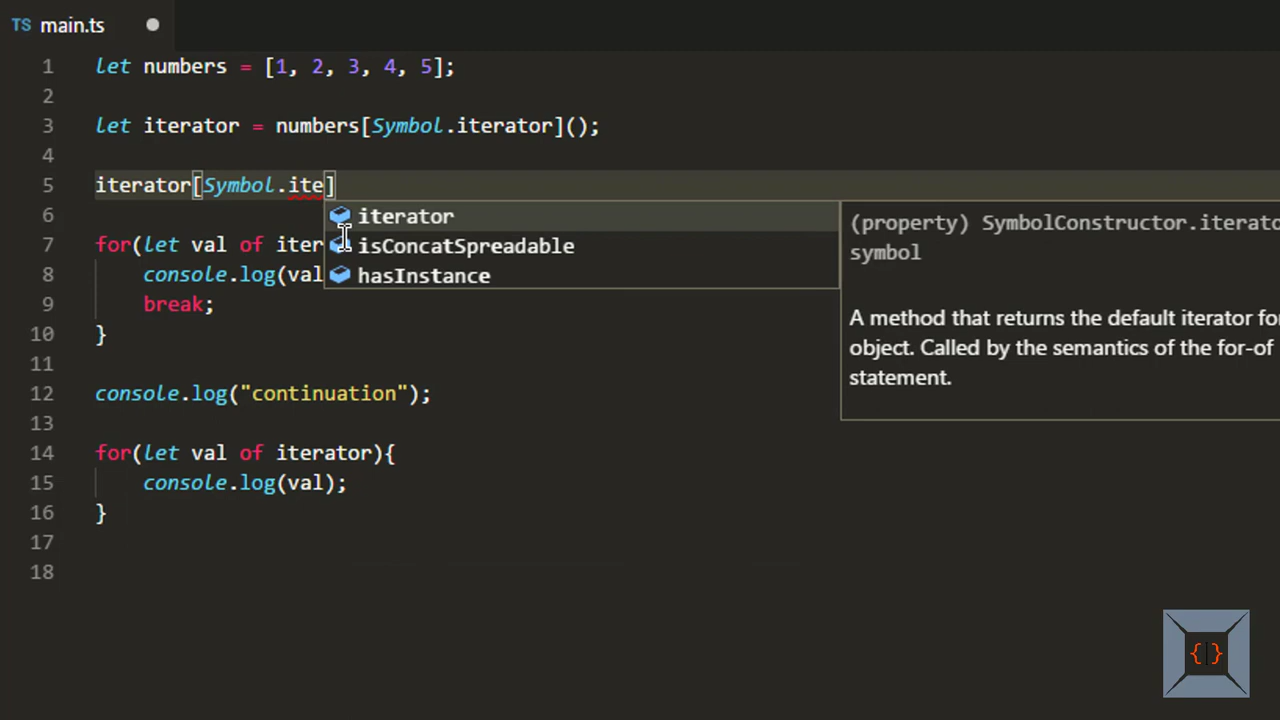 TS main.ts
1 let numbers = [1, 2, 3, 4, 5];
2
3 let iterator = numbers[Symbol.iterator]();
4
5 iterator[Symbol.ite]
6 iterator
(property) SymbolConstructor.iterato
7 for(let val of iter isConcatSpreadable
symbol
8 console.log(val hasInstance
9 break;
A method that returns the default iterator fo
10 }
object. Called by the semantics of the for-of
11
statement.
12 console.log("continuation");
13
14 for(let val of iterator){
15 console.log(val);
16 }
17
18
{|}